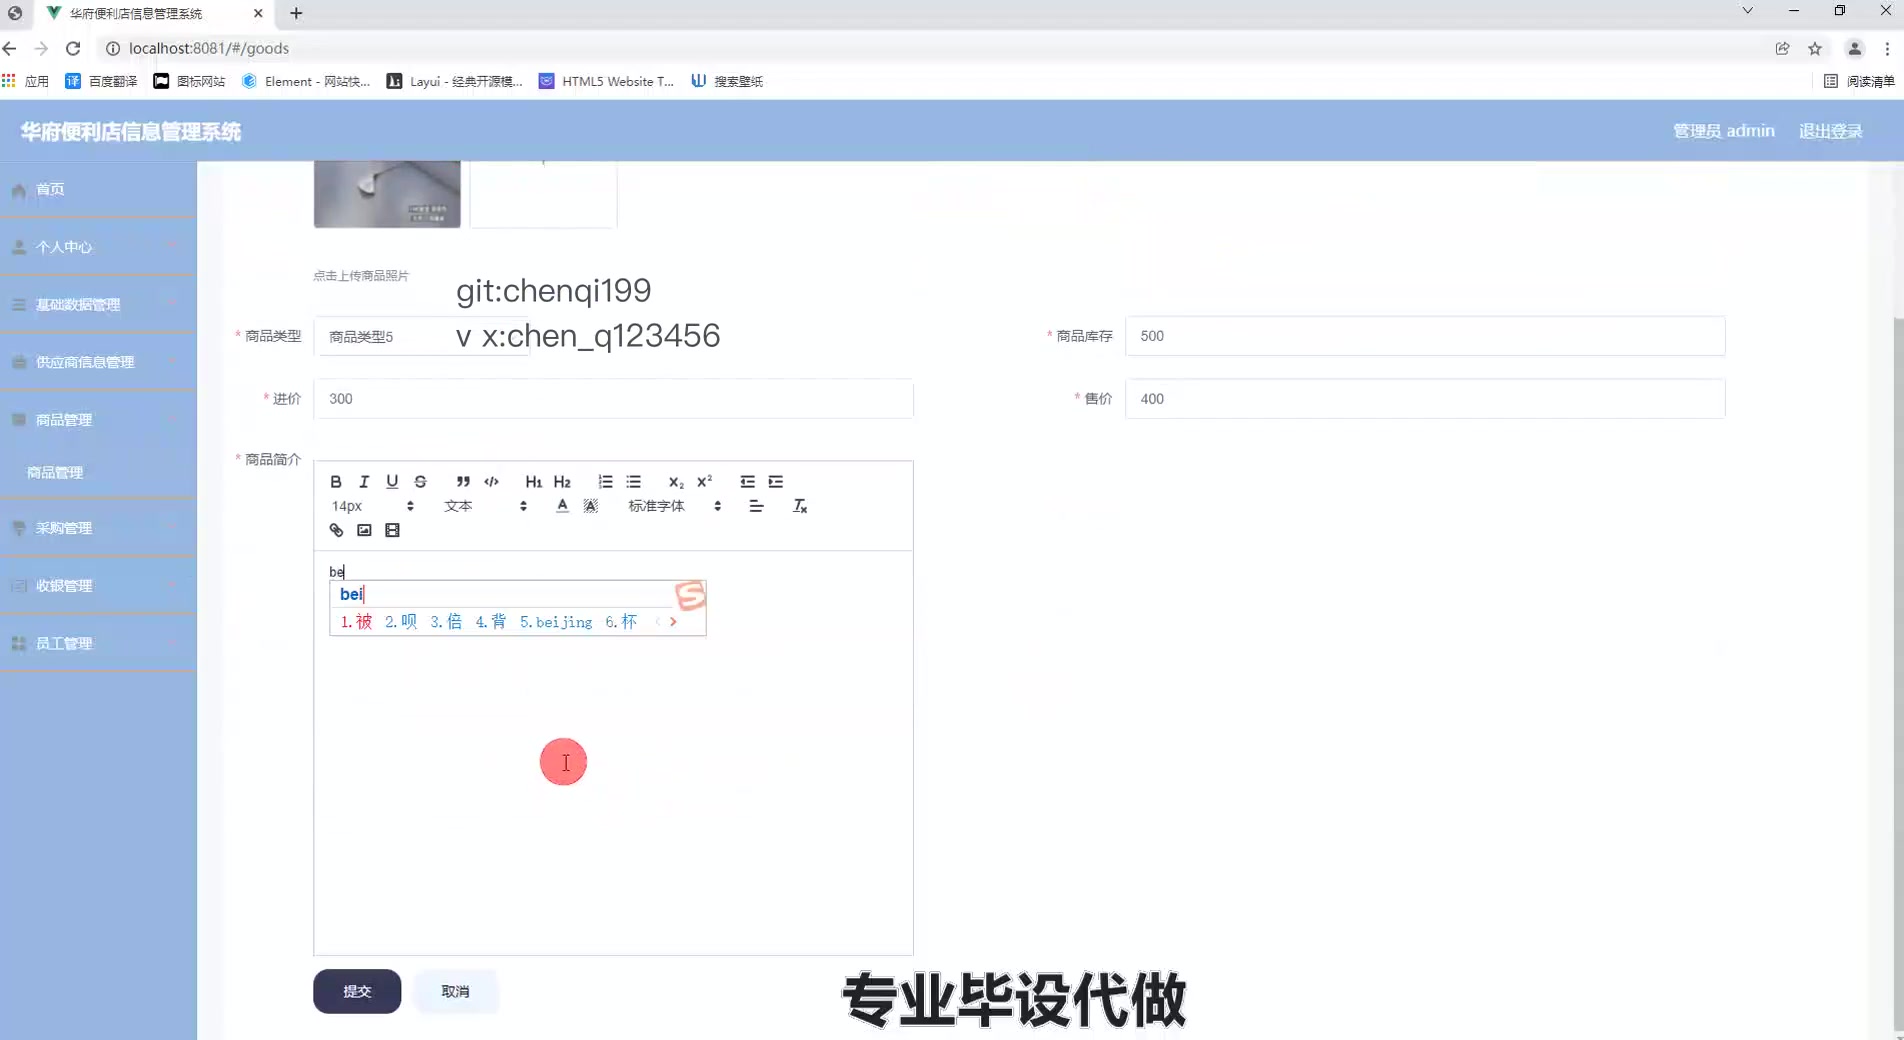 华府便利店信息管理系统
localhost:8081/#/goods
应用 百度翻译 图标网站 Element - 网站快... Layui - 经典开源模... HTML5 Website T... 搜索壁纸 阅读清单
华府便利店信息管理系统 管理员 admin 退出登录
首页
个人中心
基础数据管理
供应商信息管理
商品管理
商品管理
采购管理
收银管理
员工管理
点击上传商品照片
git:chenqi199
v x:chen_q123456
* 商品类型 商品类型5 * 商品库存 500
* 进价 300 * 售价 400
* 商品简介
B I U S H1 H2 x₂ x²
14px 文本 A A 标准字体 Tx
be
bei
1.被 2.呗 3.倍 4.背 5.beijing 6.杯
提交 取消
专业毕设代做